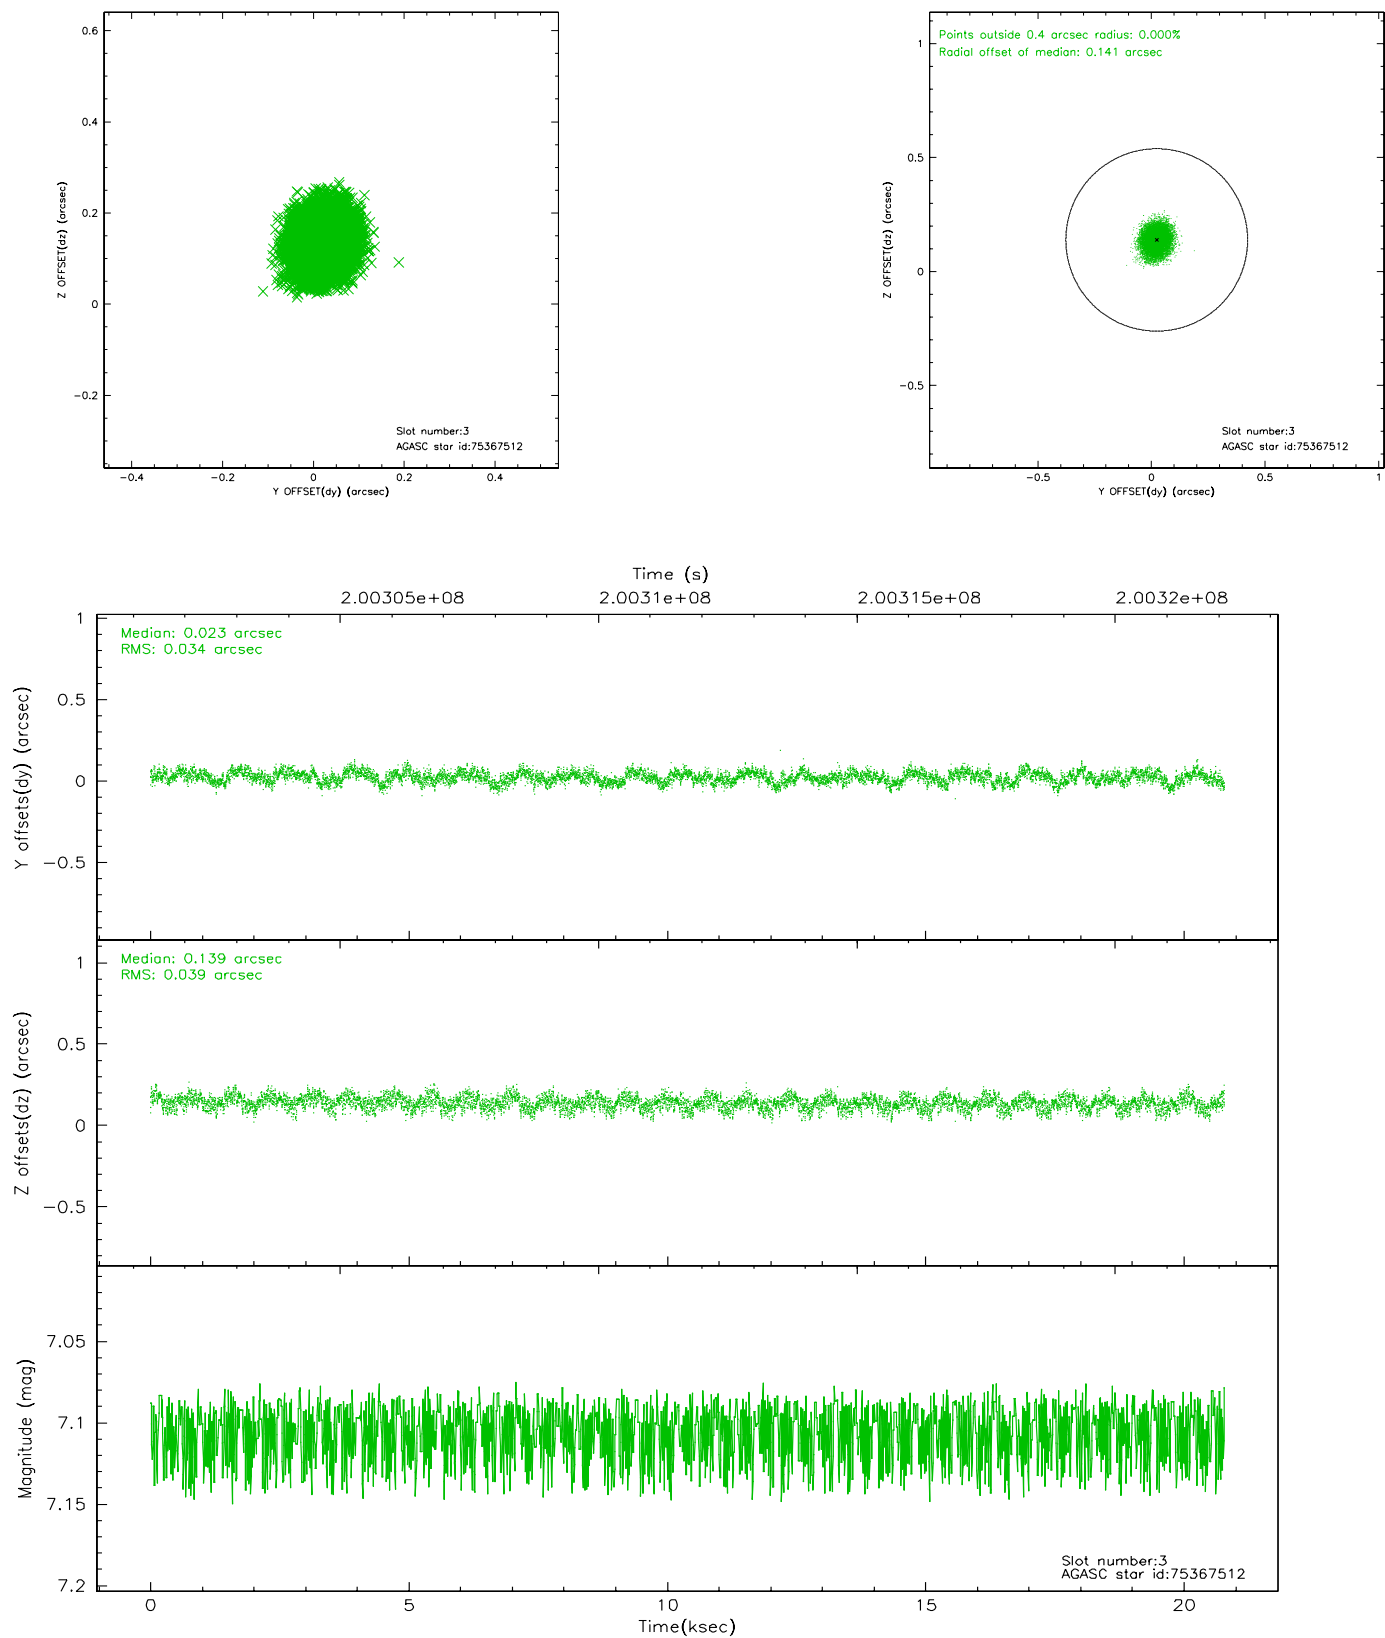 0.6
0.4
0.2
0
−0.2
Z OFFSET(dz) (arcsec)
−0.4
−0.2
0
0.2
0.4
Y OFFSET(dy) (arcsec)
Slot number:3
AGASC star id:75367512
Points outside 0.4 arcsec radius: 0.000%
Radial offset of median: 0.141 arcsec
1
0.5
0
−0.5
Z OFFSET(dz) (arcsec)
−0.5
0
0.5
1
Y OFFSET(dy) (arcsec)
Slot number:3
AGASC star id:75367512
Time (s)
2.00305e+08
2.0031e+08
2.00315e+08
2.0032e+08
Median: 0.023 arcsec
RMS: 0.034 arcsec
1
0.5
0
−0.5
Y offsets(dy) (arcsec)
Median: 0.139 arcsec
RMS: 0.039 arcsec
1
0.5
0
−0.5
Z offsets(dz) (arcsec)
7.05
7.1
7.15
7.2
Magnitude (mag)
Slot number:3
AGASC star id:75367512
0
5
10
15
20
Time(ksec)